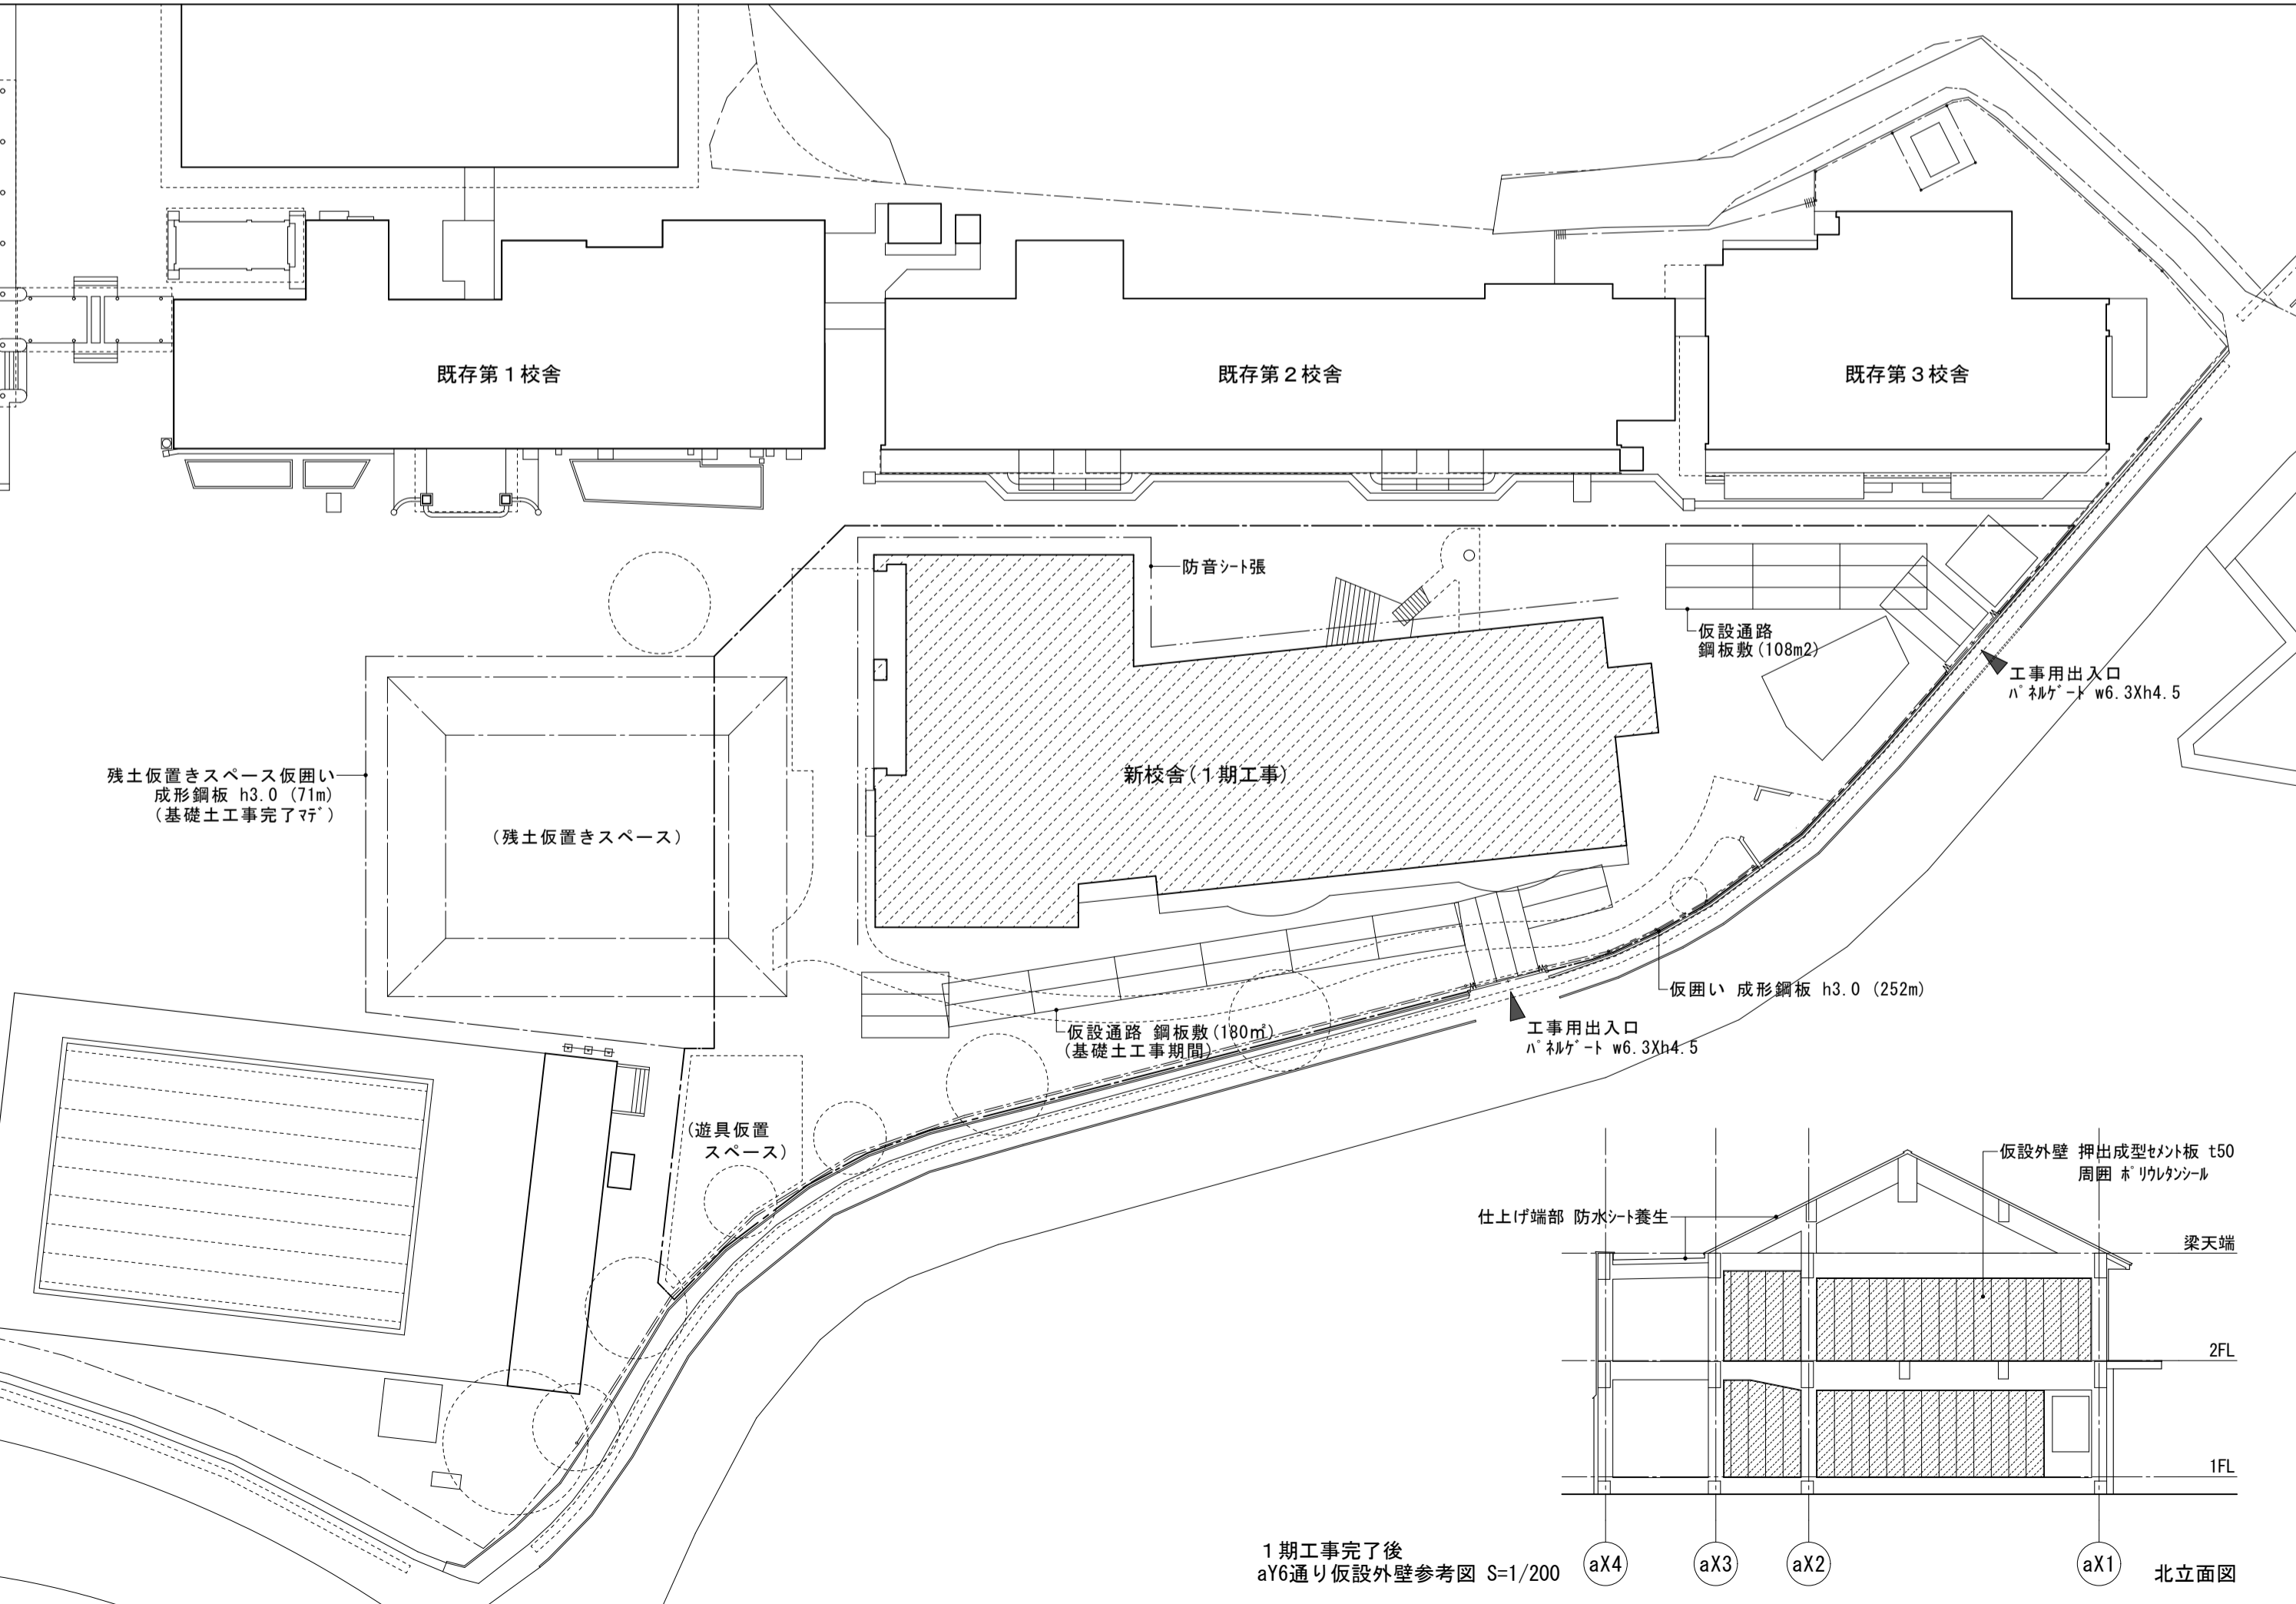 既存第１校舎
既存第２校舎
既存第３校舎
防音ｼｰﾄ張
仮設通路
鋼板敷(108m2)
工事用出入口
ﾊﾟﾈﾙｹﾞｰﾄ w6.3Xh4.5
残土仮置きスペース仮囲い
成形鋼板 h3.0 (71m)
(基礎土工事完了ﾏﾃﾞ)
(残土仮置きスペース)
新校舎(１期工事)
仮囲い 成形鋼板 h3.0 (252m)
仮設通路 鋼板敷(180㎡)
(基礎土工事期間)
工事用出入口
ﾊﾟﾈﾙｹﾞｰﾄ w6.3Xh4.5
(遊具仮置
スペース)
仮設外壁 押出成型ｾﾒﾝﾄ板 t50
周囲 ﾎﾟﾘｳﾚﾀﾝｼｰﾙ
仕上げ端部 防水ｼｰﾄ養生
梁天端
2FL
1FL
１期工事完了後
aY6通り仮設外壁参考図 S=1/200
aX4
aX3
aX2
aX1
北立面図